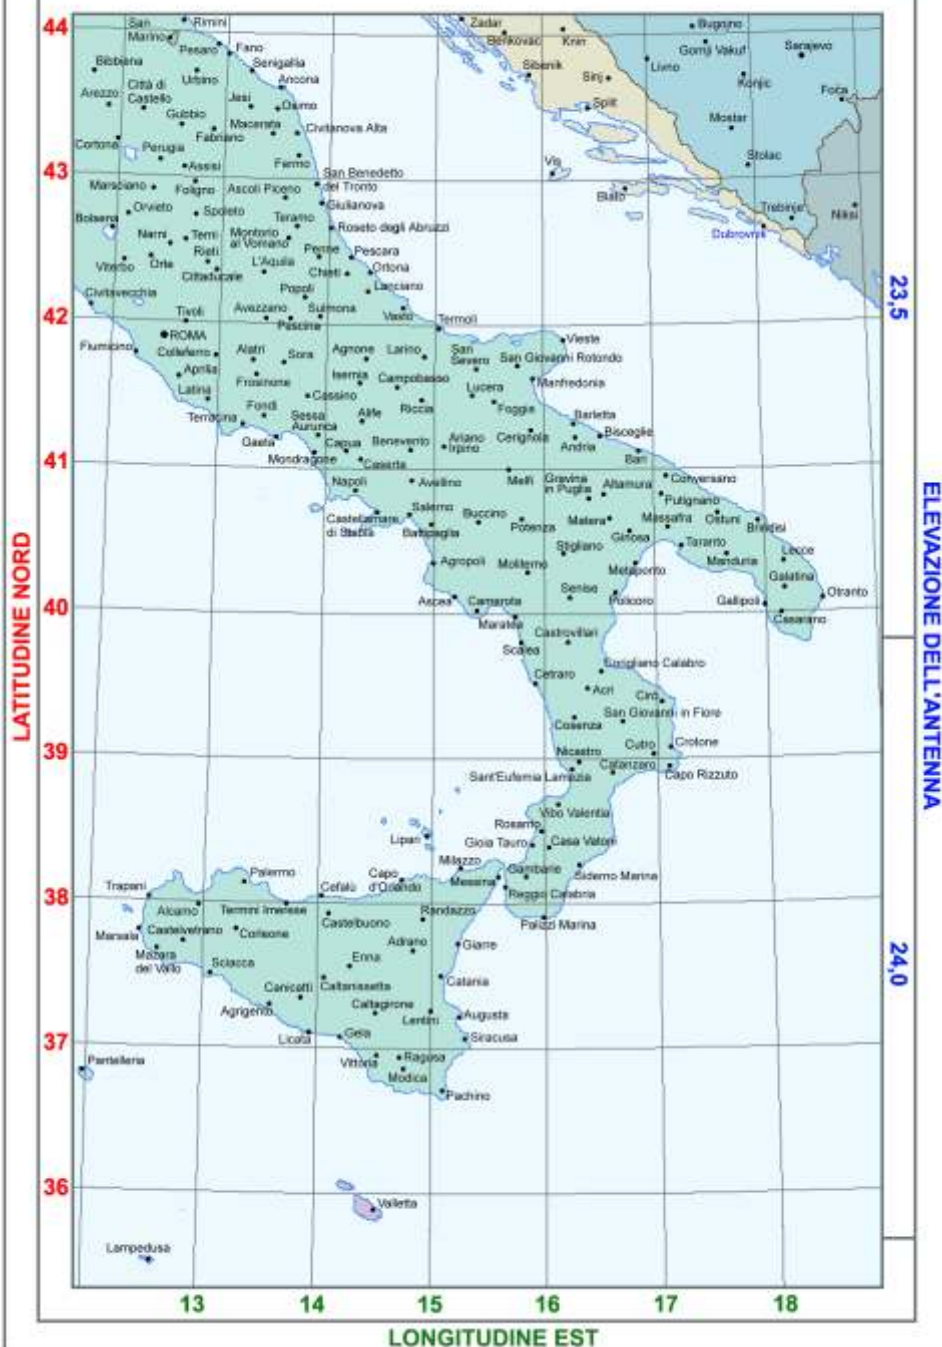 44
San
Marino
Rimini
Zadar
Bugojno
Pesaro
Fano
Benkovac
Knin
Gornji Vakuf
Sarajevo
Bibbiena
Urbino
Senigallia
Sibenik
Sinj
Livno
Konjic
Ancona
Arezzo
Città di
Castello
Jesi
Osimo
Split
Foca
Gubbio
Fabriano
Macerata
Civitanova Alta
Mostar
Cortona
Perugia
Assisi
Fermo
Vis
Stolac
43
San Benedetto
del Tronto
Marsciano
Foligno
Ascoli Piceno
Blato
Orvieto
Spoleto
Giulianova
Trebinje
Niksi
Bolsena
Teramo
Narni
Terni
Montorio
al Vomano
Roseto degli Abruzzi
Dubrovnik
Rieti
Penne
Pescara
Viterbo
Orte
Cittaducale
L'Aquila
Chieti
Ortona
Civitavecchia
Popoli
Lanciano
23,5
Tivoli
Avezzano
Sulmona
Pescina
Vasto
42
Termoli
ROMA
Vieste
Fiumicino
Colleferro
Alatri
Sora
Agnone
Larino
San
Severo
San Giovanni Rotondo
Aprilia
Frosinone
Isernia
Campobasso
Lucera
Manfredonia
Latina
Cassino
Riccia
Foggia
Terracina
Fondi
Sessa
Aurunca
Alife
Barletta
Gaeta
Capua
Benevento
Ariano
Irpino
Cerignola
Andria
Bisceglie
Mondragone
Caserta
Bari
41
Napoli
Avellino
Melfi
Gravina
in Puglia
Altamura
Conversano
Putignano
Castellamare
di Stabia
Salerno
Battipaglia
Buccino
Potenza
Matera
Ginosa
Massafra
Ostuni
Brindisi
Stigliano
Taranto
Agropoli
Moliterno
Metaponto
Manduria
Lecce
Galatina
Senise
40
Ascea
Camarota
Policoro
Gallipoli
Otranto
Maratea
Castrovillari
Casarano
Scalea
Corigliano Calabro
Cetraro
Acri
Cirò
San Giovanni in Fiore
Cosenza
39
Nicastro
Cutro
Crotone
Sant'Eufemia Lamezia
Catanzaro
Capo Rizzuto
Vibo Valentia
Rosarno
Lipari
Gioia Tauro
Casa Vatoni
Milazzo
Gambarie
Siderno Marina
38
Trapani
Palermo
Cefalù
Capo
d'Orlando
Messina
Reggio Calabria
Alcamo
Termini Imerese
Castelbuono
Randazzo
Palizzi Marina
Marsala
Castelvetrano
Corleone
Adrano
Giarre
Mazara
del Vallo
Sciacca
Enna
24,0
Canicatti
Caltanissetta
Catania
Agrigento
Caltagirone
Lentini
Augusta
37
Licata
Gela
Siracusa
Pantelleria
Vittoria
Ragusa
Modica
Pachino
36
Valletta
Lampedusa
13
14
15
16
17
18
LATITUDINE NORD
ELEVAZIONE DELL'ANTENNA
LONGITUDINE EST